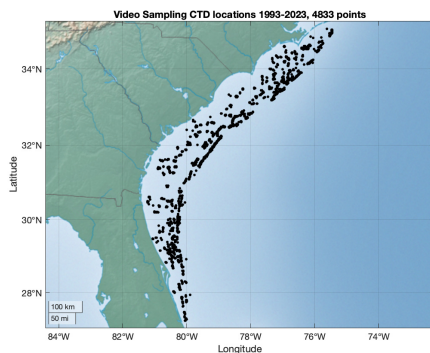 Video Sampling CTD locations 1993-2023, 4833 points
34°N
32°N
30°N
28°N
Latitude
100 km
50 mi
84°W 82°W 80°W 78°W 76°W 74°W
Longitude